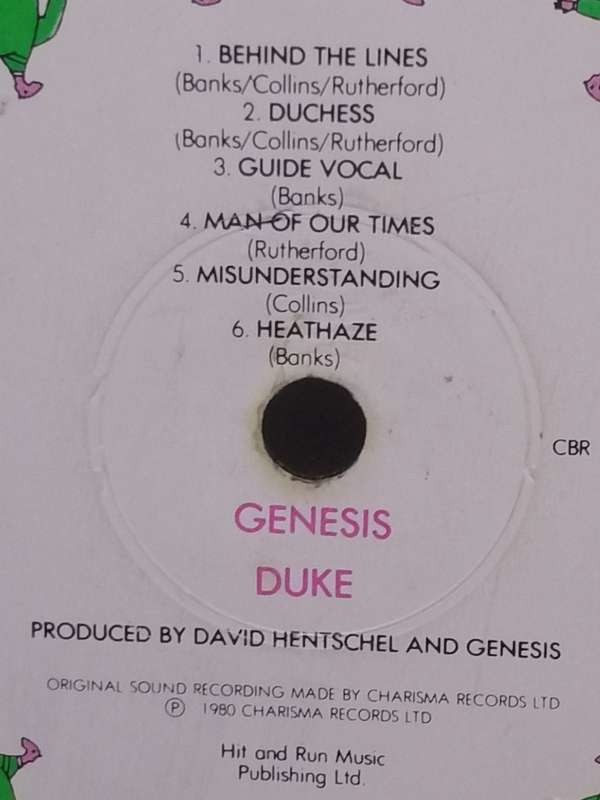 1. BEHIND THE LINES
(Banks/Collins/Rutherford)
2. DUCHESS
(Banks/Collins/Rutherford)
3. GUIDE VOCAL
(Banks)
4. MAN OF OUR TIMES
(Rutherford)
5. MISUNDERSTANDING
(Collins)
6. HEATHAZE
(Banks)
CBR
GENESIS
DUKE
PRODUCED BY DAVID HENTSCHEL AND GENESIS
ORIGINAL SOUND RECORDING MADE BY CHARISMA RECORDS LTD
℗ 1980 CHARISMA RECORDS LTD
Hit and Run Music
Publishing Ltd.